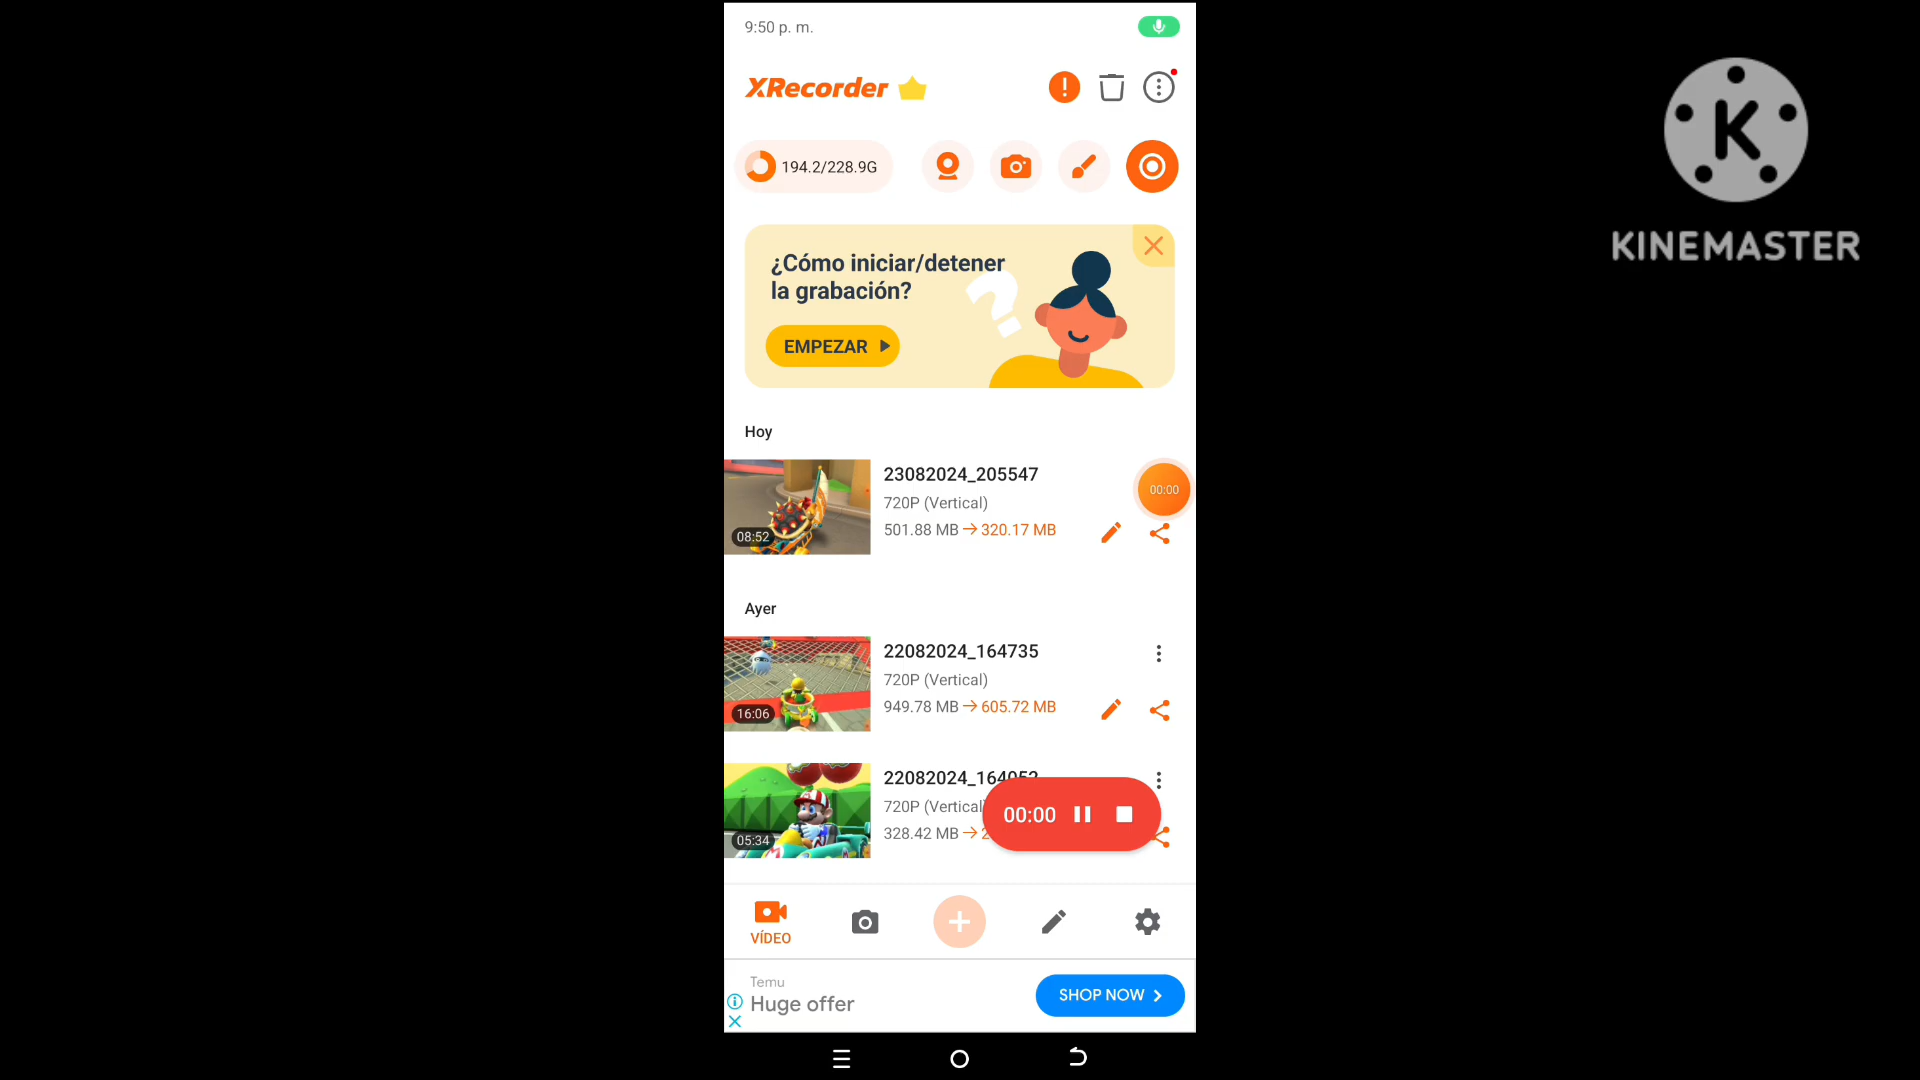 9:50 p. m.
XRecorder
194.2/228.9G
¿Cómo iniciar/detener
la grabación?
EMPEZAR
Hoy
23082024_205547
720P (Vertical)
501.88 MB → 320.17 MB
00:00
08:52
Ayer
22082024_164735
720P (Vertical)
949.78 MB → 605.72 MB
16:06
22082024_164052
720P (Vertical)
328.42 MB → 2
05:34
00:00
VÍDEO
Temu
Huge offer
SHOP NOW
K
KINEMASTER